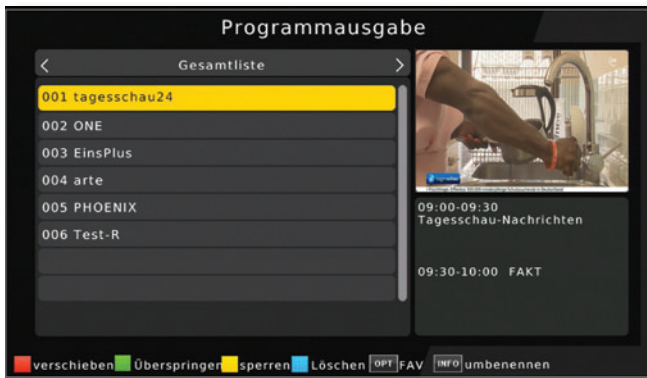 Programmausgabe
Gesamtliste
001 tagesschau24
002 ONE
003 EinsPlus
004 arte
005 PHOENIX
006 Test-R
09:00-09:30
Tagesschau-Nachrichten
09:30-10:00 FAKT
verschieben Überspringen sperren Löschen OPT FAV INFO umbenennen